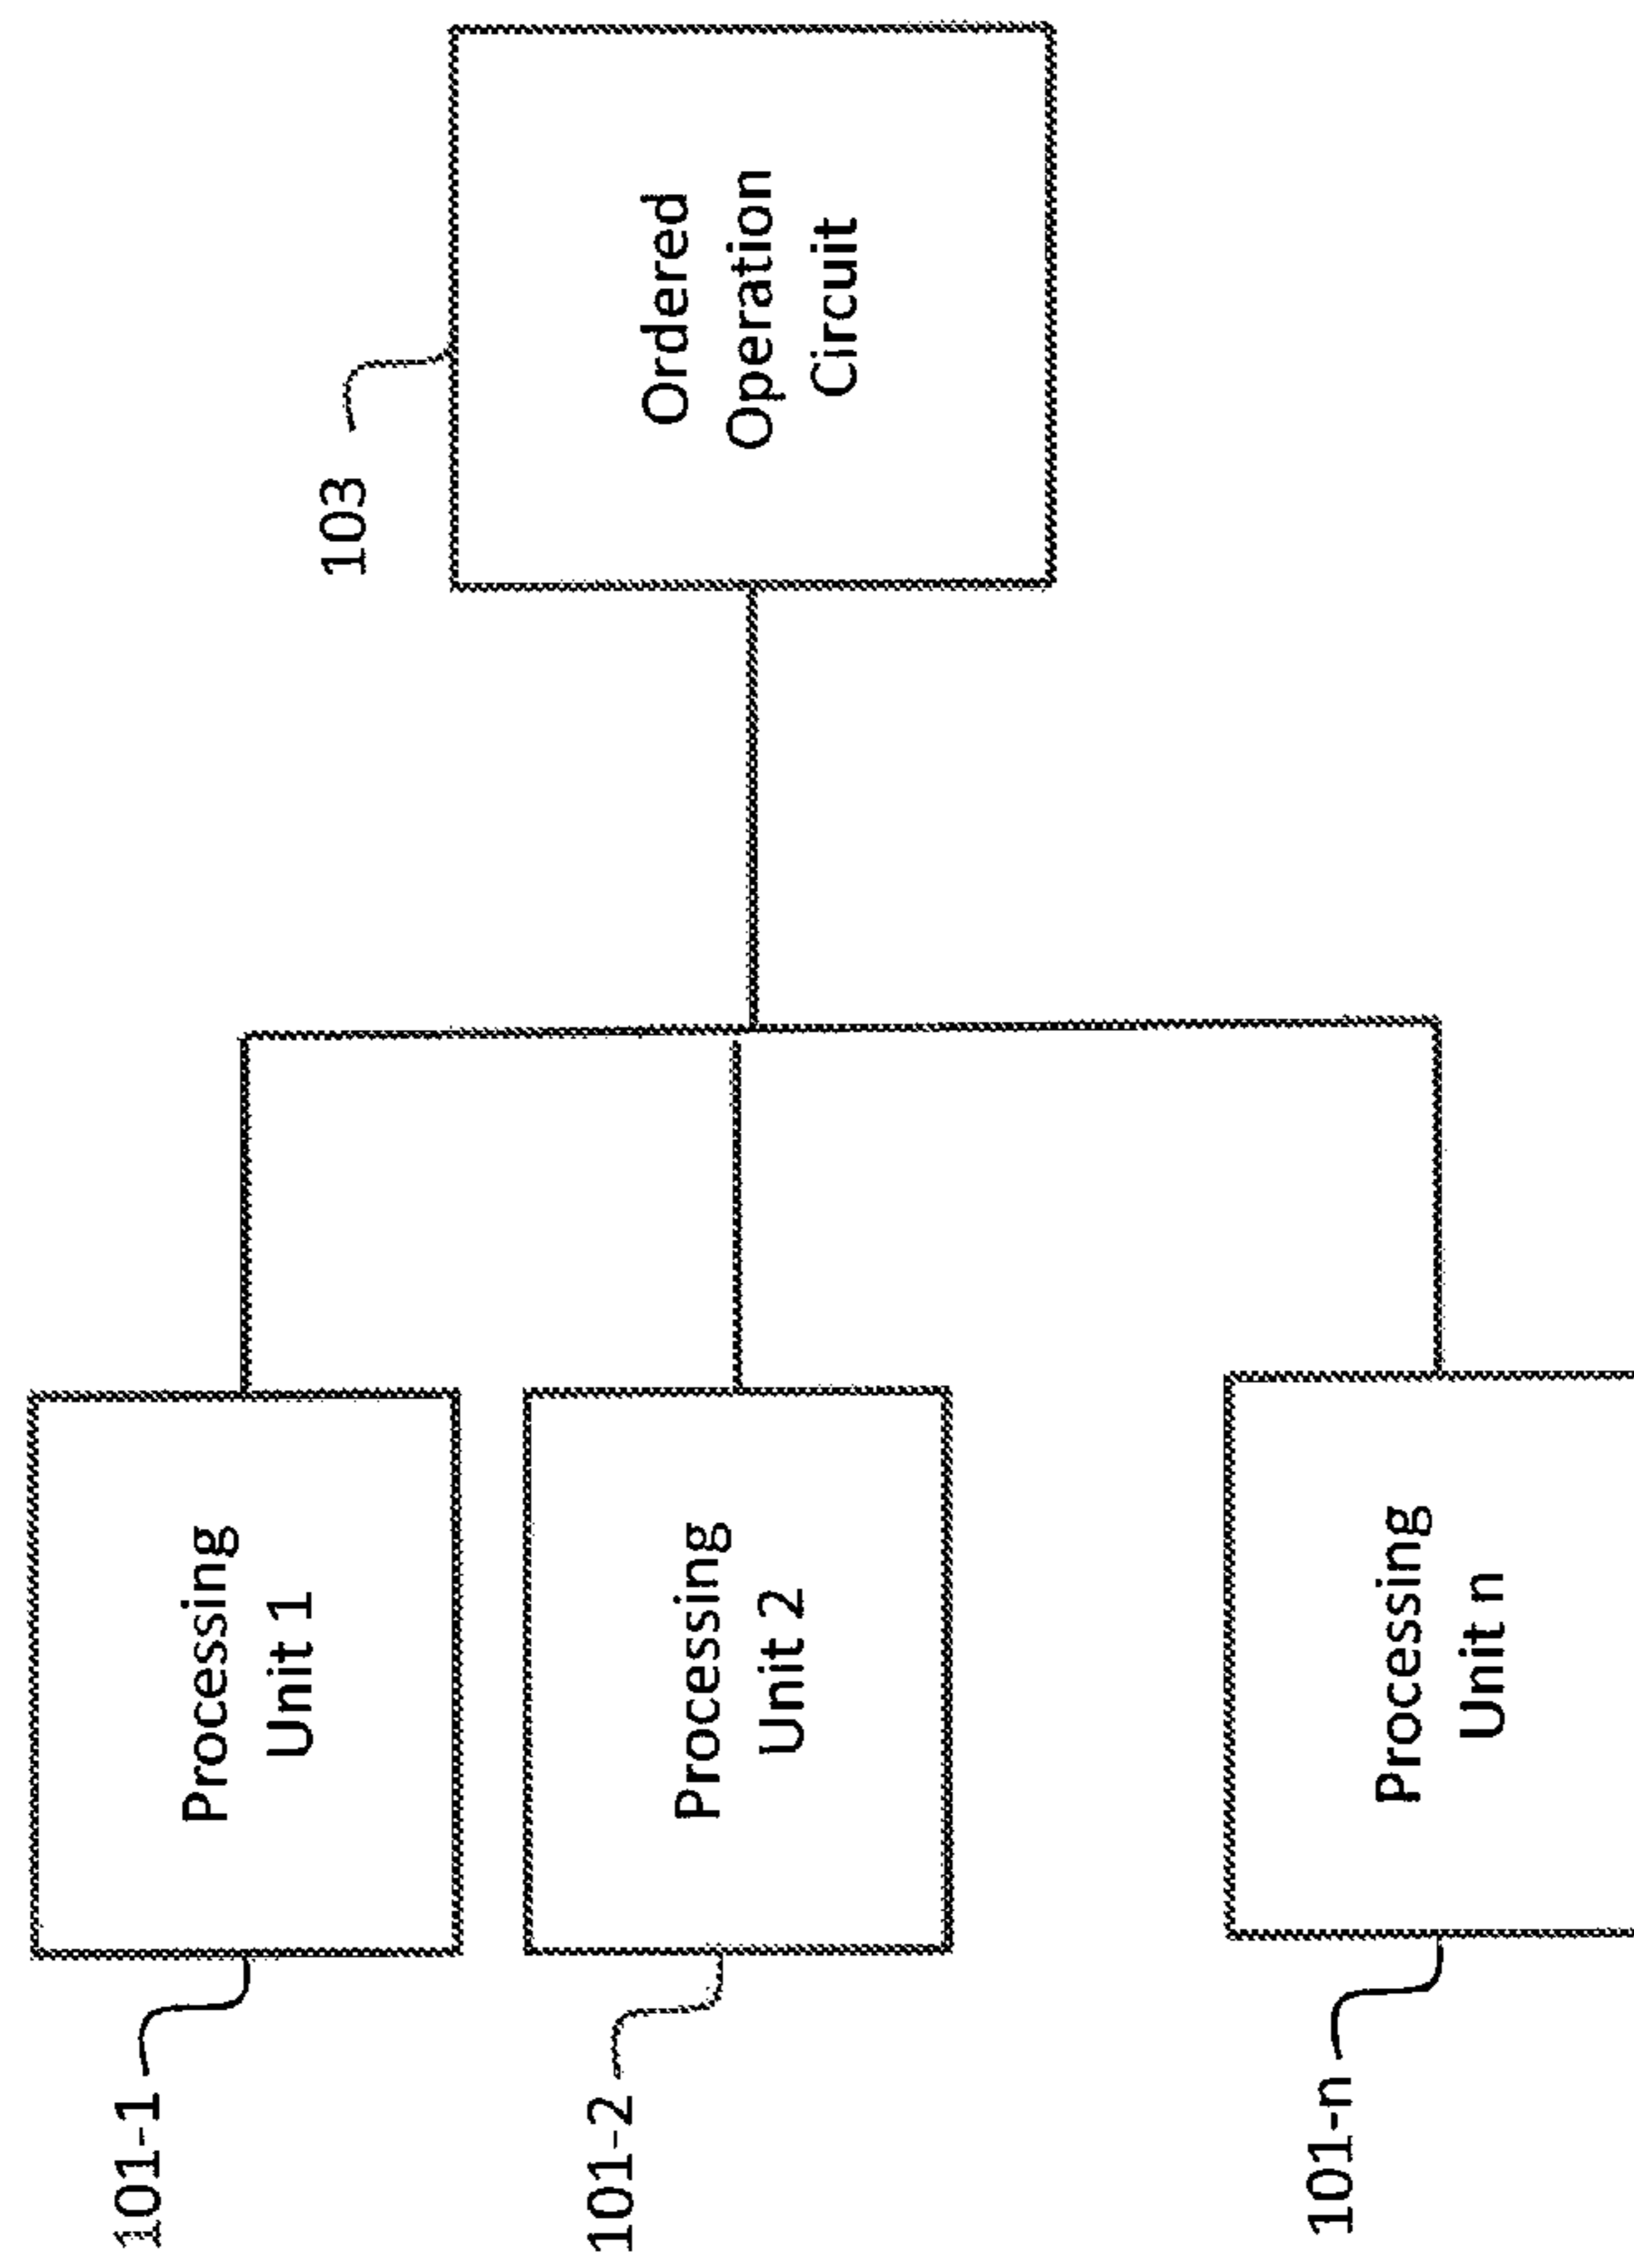 101-1
Processing
Unit 1
101-2
Processing
Unit 2
101-n
Processing
Unit n
103
Ordered
Operation
Circuit